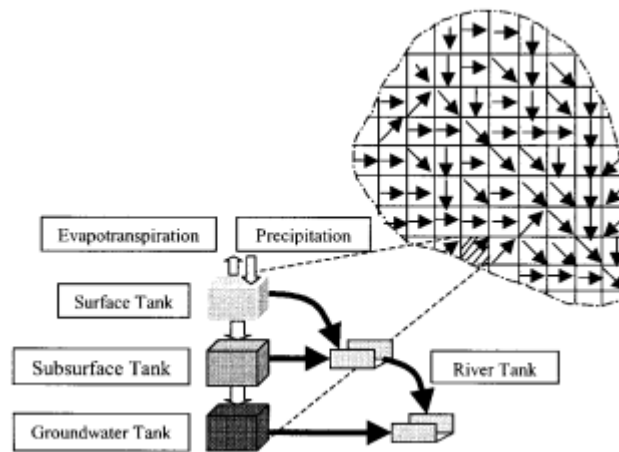 Evapotranspiration
Precipitation
Surface Tank
Subsurface Tank
River Tank
Groundwater Tank